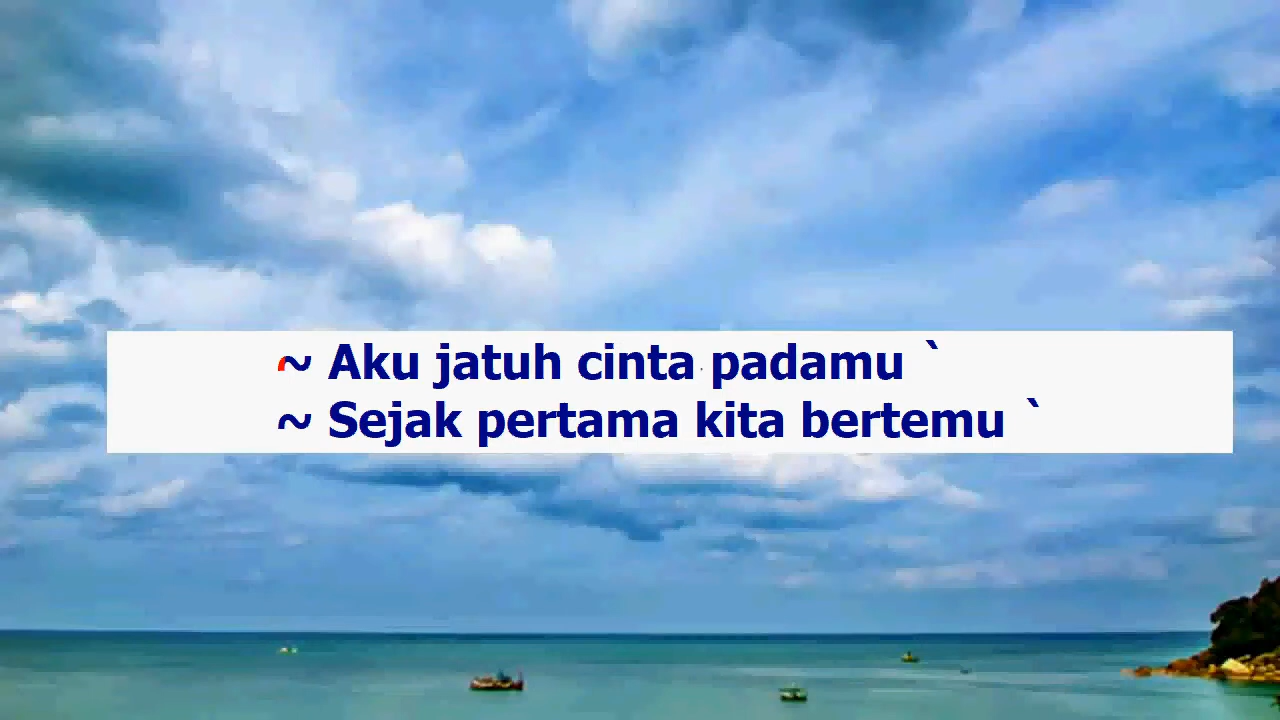 ~ Aku jatuh cinta padamu `
~ Sejak pertama kita bertemu `